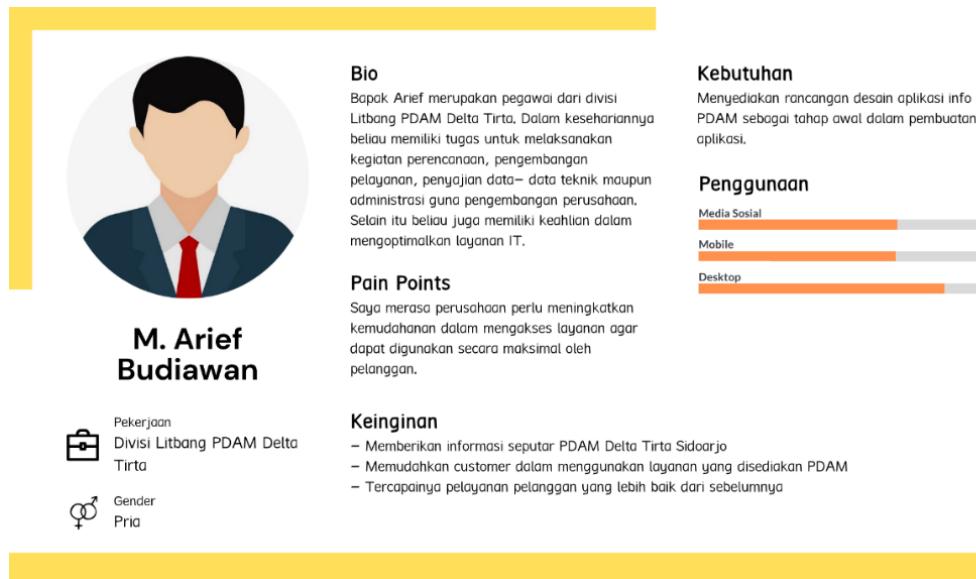 M. Arief
Budiawan
Pekerjaan
Divisi Litbang PDAM Delta
Tirta
Gender
Pria
Bio
Bapak Arief merupakan pegawai dari divisi
Litbang PDAM Delta Tirta. Dalam kesehariannya
beliau memiliki tugas untuk melaksanakan
kegiatan perencanaan, pengembangan
pelayanan, penyajian data– data teknik maupun
administrasi guna pengembangan perusahaan.
Selain itu beliau juga memiliki keahlian dalam
mengoptimalkan layanan IT.
Pain Points
Saya merasa perusahaan perlu meningkatkan
kemudahanan dalam mengakses layanan agar
dapat digunakan secara maksimal oleh
pelanggan.
Keinginan
– Memberikan informasi seputar PDAM Delta Tirta Sidoarjo
– Memudahkan customer dalam menggunakan layanan yang disediakan PDAM
– Tercapainya pelayanan pelanggan yang lebih baik dari sebelumnya
Kebutuhan
Menyediakan rancangan desain aplikasi info
PDAM sebagai tahap awal dalam pembuatan
aplikasi.
Penggunaan
Media Sosial
Mobile
Desktop